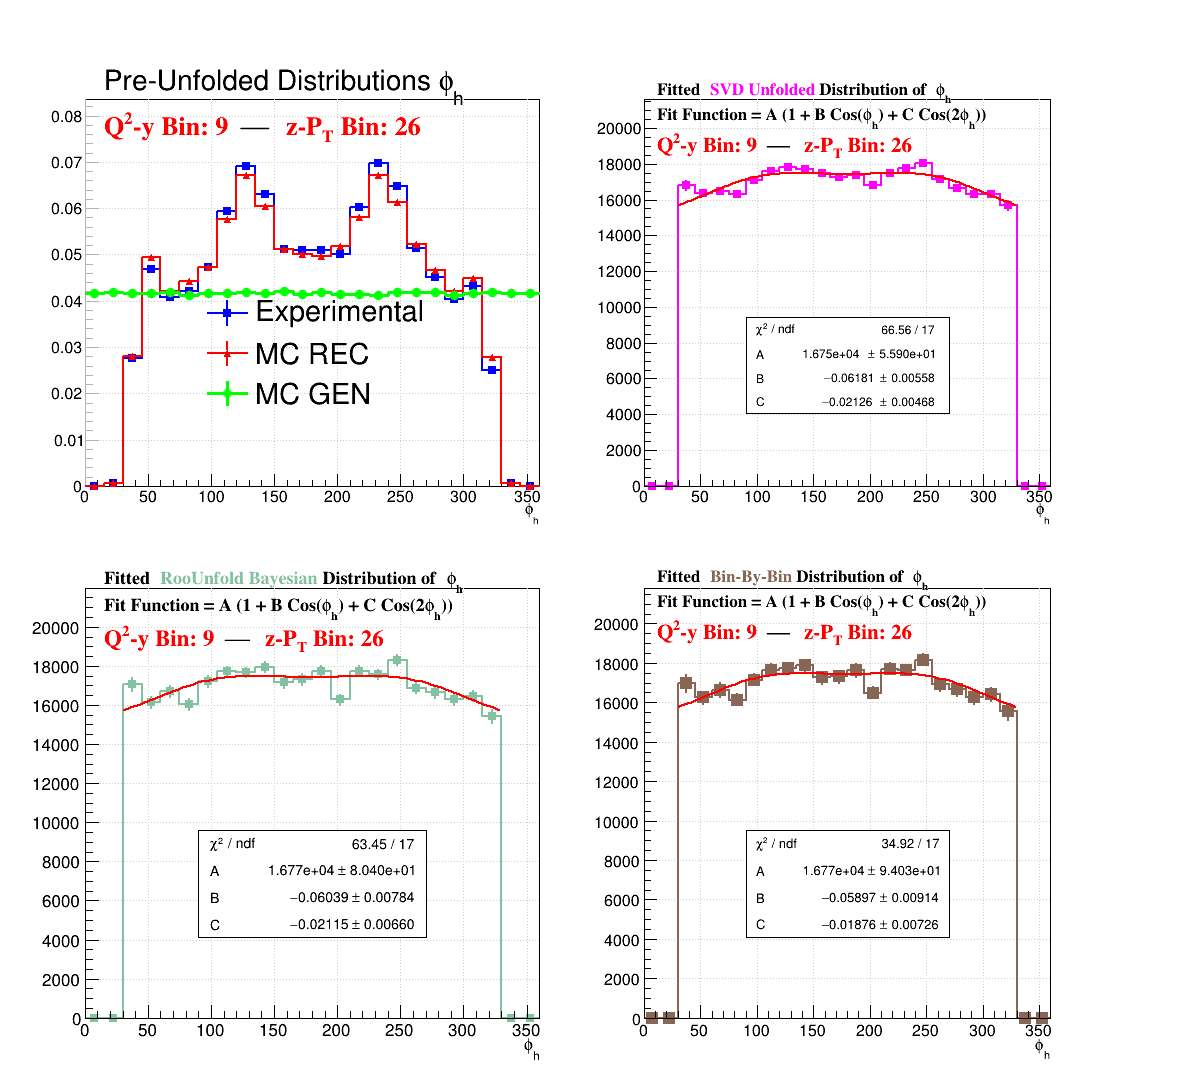 Pre-Unfolded Distributions ϕh
Q²-y Bin: 9 — z-PT Bin: 26
0.08
0.07
0.06
0.05
0.04
0.03
0.02
0.01
0
Experimental
MC REC
MC GEN
0 50 100 150 200 250 300 350
ϕh
Fitted SVD Unfolded Distribution of ϕh
Fit Function = A (1 + B Cos(ϕh) + C Cos(2ϕh))
Q²-y Bin: 9 — z-PT Bin: 26
20000
18000
16000
14000
12000
10000
8000
6000
4000
2000
0
χ² / ndf 66.56 / 17
A 1.675e+04 ± 5.590e+01
B −0.06181 ± 0.00558
C −0.02126 ± 0.00468
0 50 100 150 200 250 300 350
ϕh
Fitted RooUnfold Bayesian Distribution of ϕh
Fit Function = A (1 + B Cos(ϕh) + C Cos(2ϕh))
Q²-y Bin: 9 — z-PT Bin: 26
20000
18000
16000
14000
12000
10000
8000
6000
4000
2000
0
χ² / ndf 63.45 / 17
A 1.677e+04 ± 8.040e+01
B −0.06039 ± 0.00784
C −0.02115 ± 0.00660
0 50 100 150 200 250 300 350
ϕh
Fitted Bin-By-Bin Distribution of ϕh
Fit Function = A (1 + B Cos(ϕh) + C Cos(2ϕh))
Q²-y Bin: 9 — z-PT Bin: 26
20000
18000
16000
14000
12000
10000
8000
6000
4000
2000
0
χ² / ndf 34.92 / 17
A 1.677e+04 ± 9.403e+01
B −0.05897 ± 0.00914
C −0.01876 ± 0.00726
0 50 100 150 200 250 300 350
ϕh